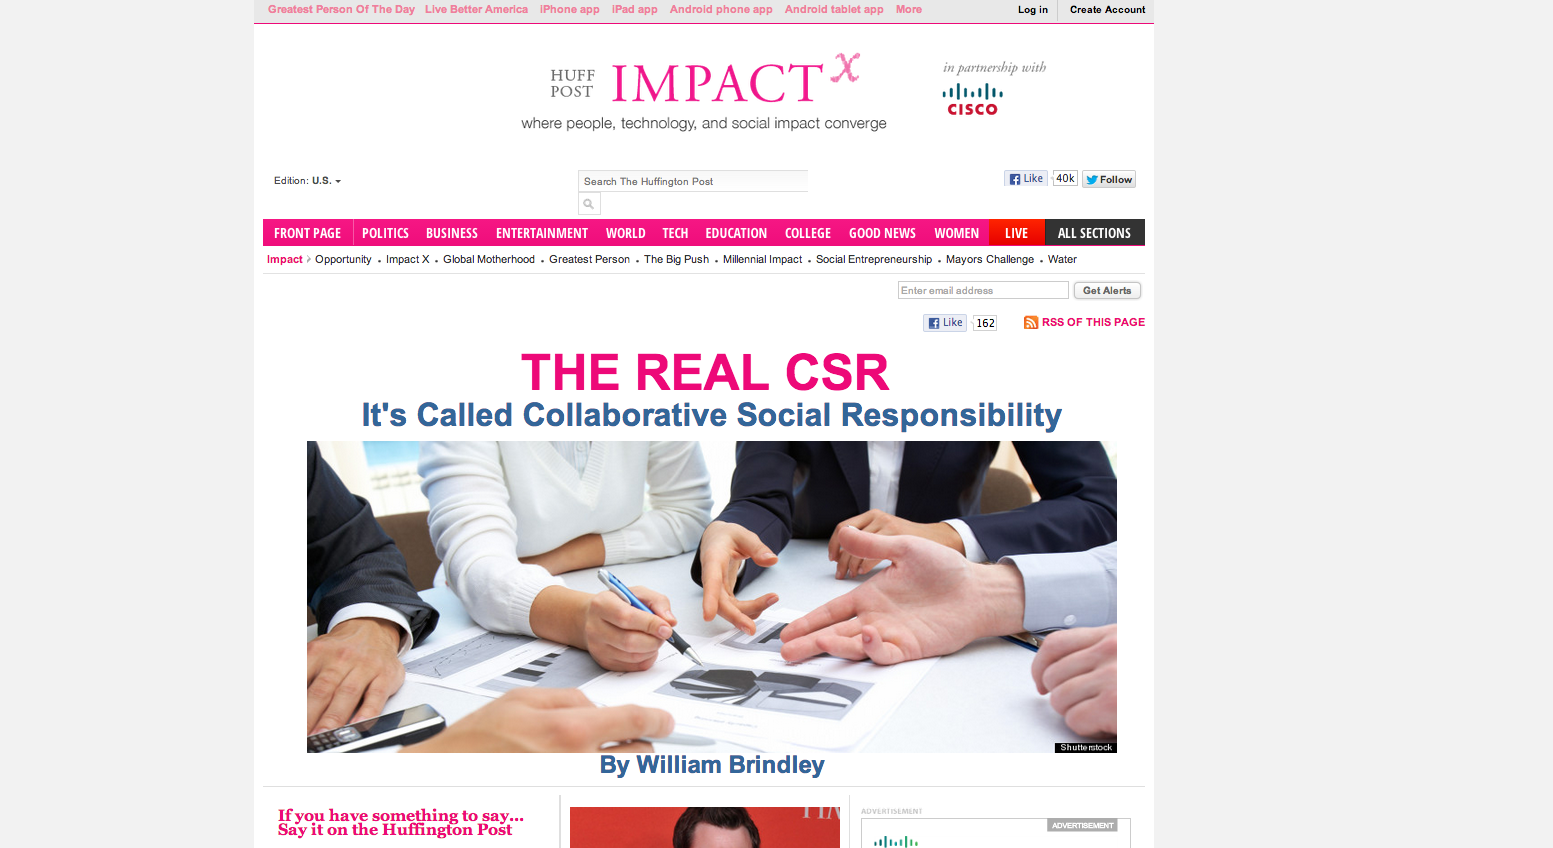 Greatest Person Of The Day Live Better America iPhone app iPad app Android phone app Android tablet app More Log in Create Account
HUFF
POST
IMPACT X
where people, technology, and social impact converge
in partnership with
CISCO
Edition: U.S.
Search The Huffington Post
Like 40k Follow
FRONT PAGE POLITICS BUSINESS ENTERTAINMENT WORLD TECH EDUCATION COLLEGE GOOD NEWS WOMEN LIVE ALL SECTIONS
Impact Opportunity • Impact X • Global Motherhood • Greatest Person • The Big Push • Millennial Impact • Social Entrepreneurship • Mayors Challenge • Water
Enter email address Get Alerts
Like 162 RSS OF THIS PAGE
THE REAL CSR
It's Called Collaborative Social Responsibility
Shutterstock
By William Brindley
If you have something to say...
Say it on the Huffington Post
ADVERTISEMENT
ADVERTISEMENT